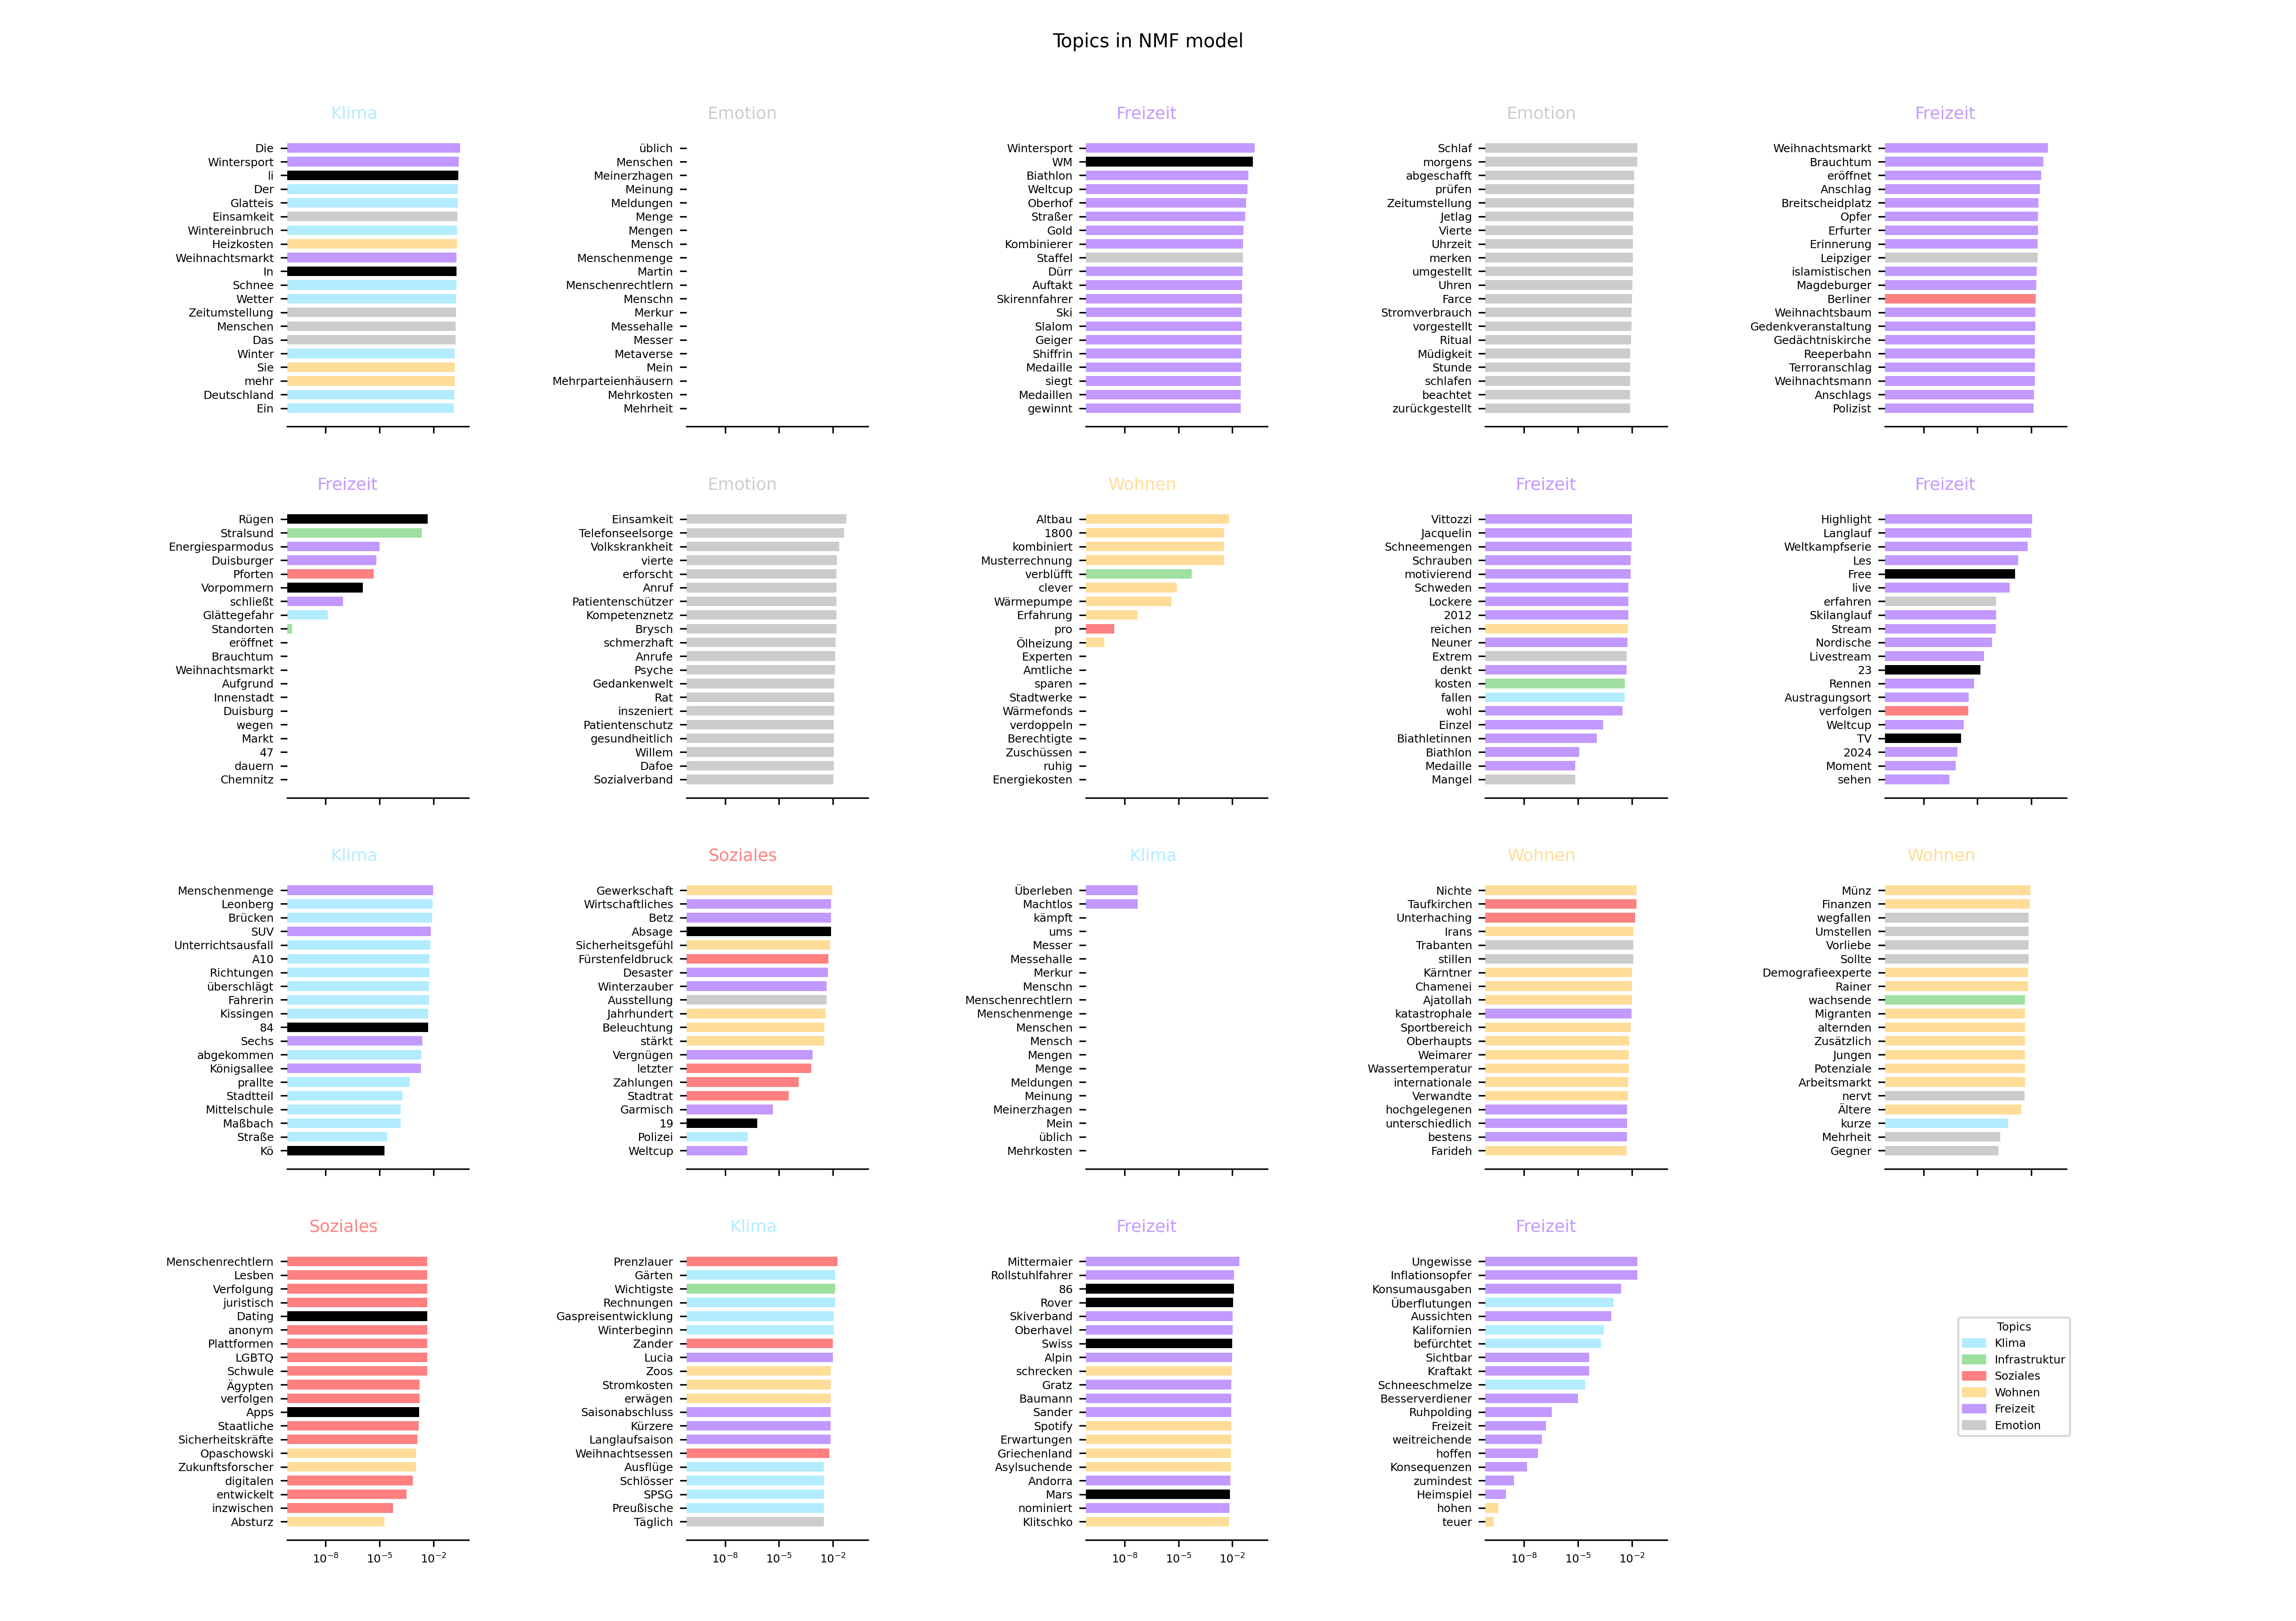 Topics in NMF model
Klima
Die
Wintersport
li
Der
Glatteis
Einsamkeit
Wintereinbruch
Heizkosten
Weihnachtsmarkt
In
Schnee
Wetter
Zeitumstellung
Menschen
Das
Winter
Sie
mehr
Deutschland
Ein
Emotion
üblich
Menschen
Meinerzhagen
Meinung
Meldungen
Menge
Mengen
Mensch
Menschenmenge
Martin
Menschenrechtlern
Menschn
Merkur
Messehalle
Messer
Metaverse
Mein
Mehrparteienhäusern
Mehrkosten
Mehrheit
Freizeit
Wintersport
WM
Biathlon
Weltcup
Oberhof
Straßer
Gold
Kombinierer
Staffel
Dürr
Auftakt
Skirennfahrer
Ski
Slalom
Geiger
Shiffrin
Medaille
siegt
Medaillen
gewinnt
Emotion
Schlaf
morgens
abgeschafft
prüfen
Zeitumstellung
Jetlag
Vierte
Uhrzeit
merken
umgestellt
Uhren
Farce
Stromverbrauch
vorgestellt
Ritual
Müdigkeit
Stunde
schlafen
beachtet
zurückgestellt
Freizeit
Weihnachtsmarkt
Brauchtum
eröffnet
Anschlag
Breitscheidplatz
Opfer
Erfurter
Erinnerung
Leipziger
islamistischen
Magdeburger
Berliner
Weihnachtsbaum
Gedenkveranstaltung
Gedächtniskirche
Reeperbahn
Terroranschlag
Weihnachtsmann
Anschlags
Polizist
Freizeit
Rügen
Stralsund
Energiesparmodus
Duisburger
Pforten
Vorpommern
schließt
Glättegefahr
Standorten
eröffnet
Brauchtum
Weihnachtsmarkt
Aufgrund
Innenstadt
Duisburg
wegen
Markt
47
dauern
Chemnitz
Emotion
Einsamkeit
Telefonseelsorge
Volkskrankheit
vierte
erforscht
Anruf
Patientenschützer
Kompetenznetz
Brysch
schmerzhaft
Anrufe
Psyche
Gedankenwelt
Rat
inszeniert
Patientenschutz
gesundheitlich
Willem
Dafoe
Sozialverband
Wohnen
Altbau
1800
kombiniert
Musterrechnung
verblüfft
clever
Wärmepumpe
Erfahrung
pro
Ölheizung
Experten
Amtliche
sparen
Stadtwerke
Wärmefonds
verdoppeln
Berechtigte
Zuschüssen
ruhig
Energiekosten
Freizeit
Vittozzi
Jacquelin
Schneemengen
Schrauben
motivierend
Schweden
Lockere
2012
reichen
Neuner
Extrem
denkt
kosten
fallen
wohl
Einzel
Biathletinnen
Biathlon
Medaille
Mangel
Freizeit
Highlight
Langlauf
Weltkampfserie
Les
Free
live
erfahren
Skilanglauf
Stream
Nordische
Livestream
23
Rennen
Austragungsort
verfolgen
Weltcup
TV
2024
Moment
sehen
Klima
Menschenmenge
Leonberg
Brücken
SUV
Unterrichtsausfall
A10
Richtungen
überschlägt
Fahrerin
Kissingen
84
Sechs
abgekommen
Königsallee
prallte
Stadtteil
Mittelschule
Maßbach
Straße
Kö
Soziales
Gewerkschaft
Wirtschaftliches
Betz
Absage
Sicherheitsgefühl
Fürstenfeldbruck
Desaster
Winterzauber
Ausstellung
Jahrhundert
Beleuchtung
stärkt
Vergnügen
letzter
Zahlungen
Stadtrat
Garmisch
19
Polizei
Weltcup
Klima
Überleben
Machtlos
kämpft
ums
Messer
Messehalle
Merkur
Menschn
Menschenrechtlern
Menschenmenge
Menschen
Mensch
Mengen
Menge
Meldungen
Meinung
Meinerzhagen
Mein
üblich
Mehrkosten
Wohnen
Nichte
Taufkirchen
Unterhaching
Irans
Trabanten
stillen
Kärntner
Chamenei
Ajatollah
katastrophale
Sportbereich
Oberhaupts
Weimarer
Wassertemperatur
internationale
Verwandte
hochgelegenen
unterschiedlich
bestens
Farideh
Wohnen
Münz
Finanzen
wegfallen
Umstellen
Vorliebe
Sollte
Demografieexperte
Rainer
wachsende
Migranten
alternden
Zusätzlich
Jungen
Potenziale
Arbeitsmarkt
nervt
Ältere
kurze
Mehrheit
Gegner
Soziales
Menschenrechtlern
Lesben
Verfolgung
juristisch
Dating
anonym
Plattformen
LGBTQ
Schwule
Ägypten
verfolgen
Apps
Staatliche
Sicherheitskräfte
Opaschowski
Zukunftsforscher
digitalen
entwickelt
inzwischen
Absturz
10⁻⁸ 10⁻⁵ 10⁻²
Klima
Prenzlauer
Gärten
Wichtigste
Rechnungen
Gaspreisentwicklung
Winterbeginn
Zander
Lucia
Zoos
Stromkosten
erwägen
Saisonabschluss
Kürzere
Langlaufsaison
Weihnachtsessen
Ausflüge
Schlösser
SPSG
Preußische
Täglich
10⁻⁸ 10⁻⁵ 10⁻²
Freizeit
Mittermaier
Rollstuhlfahrer
86
Rover
Skiverband
Oberhavel
Swiss
Alpin
schrecken
Gratz
Baumann
Sander
Spotify
Erwartungen
Griechenland
Asylsuchende
Andorra
Mars
nominiert
Klitschko
10⁻⁸ 10⁻⁵ 10⁻²
Freizeit
Ungewisse
Inflationsopfer
Konsumausgaben
Überflutungen
Aussichten
Kalifornien
befürchtet
Sichtbar
Kraftakt
Schneeschmelze
Besserverdiener
Ruhpolding
Freizeit
weitreichende
hoffen
Konsequenzen
zumindest
Heimspiel
hohen
teuer
10⁻⁸ 10⁻⁵ 10⁻²
Topics
Klima
Infrastruktur
Soziales
Wohnen
Freizeit
Emotion